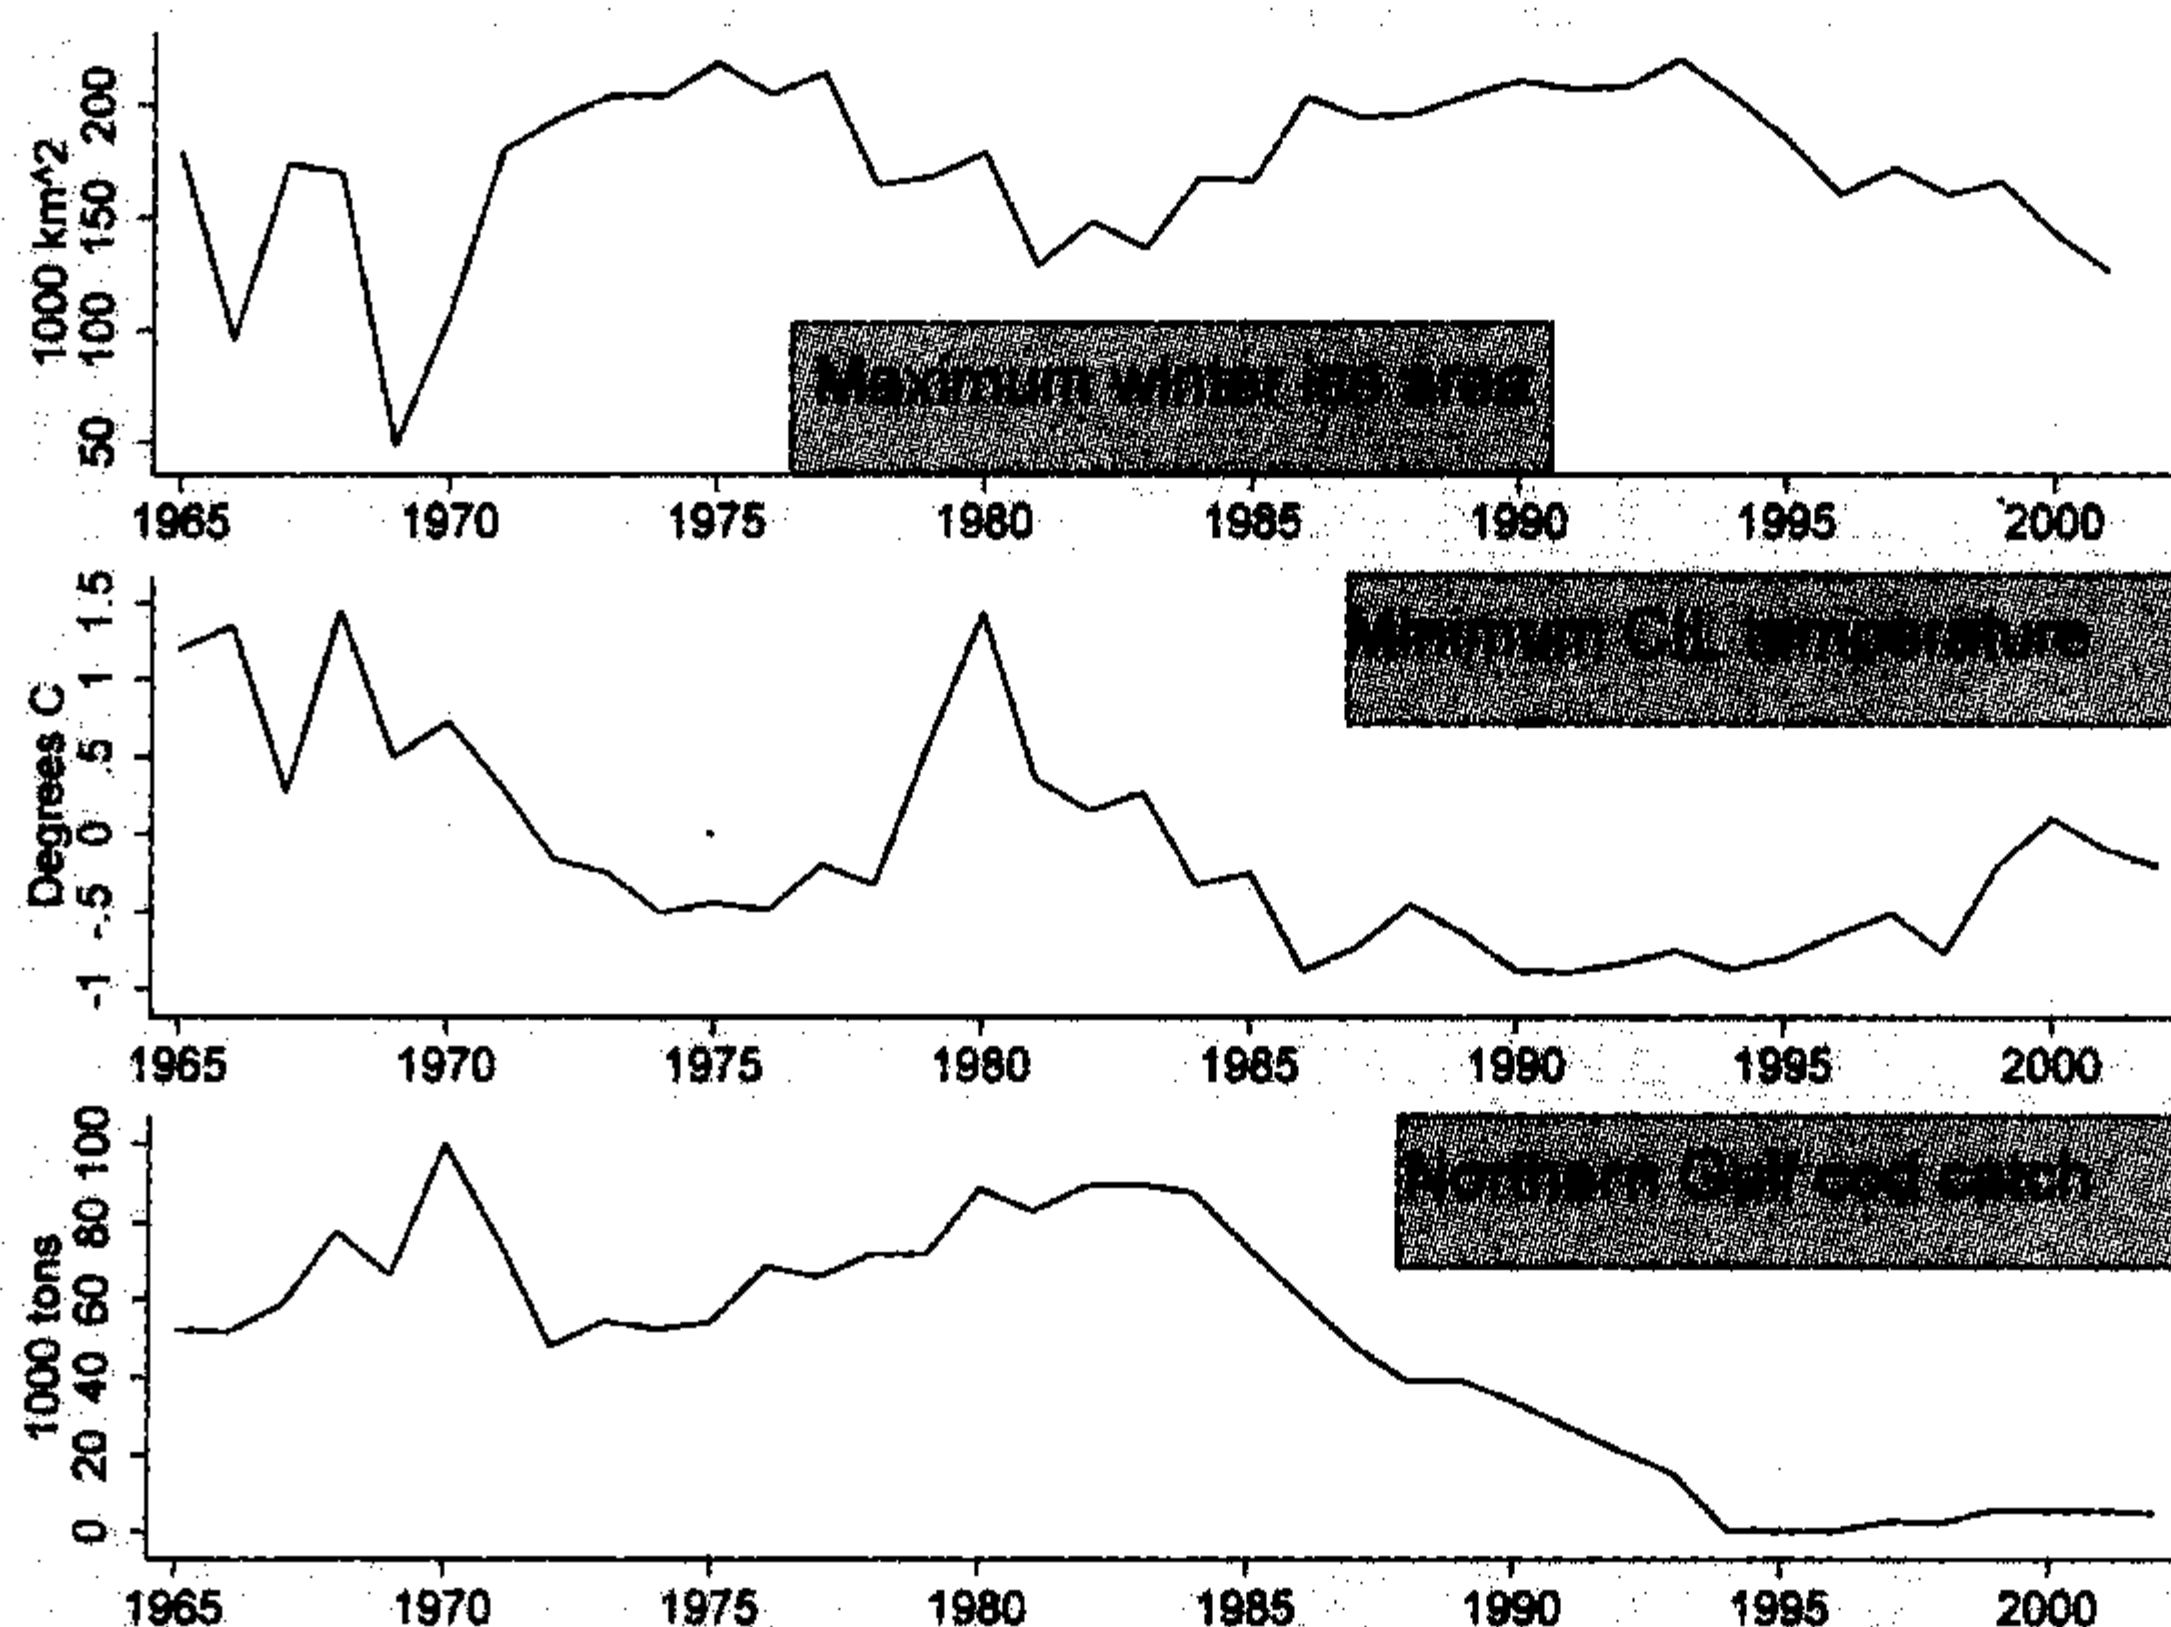 1000 km^2
50 100 150 200
Maximum winter ice area
1965 1970 1975 1980 1985 1990 1995 2000
Degrees C
-1 -.5 0 .5 1 1.5
Minimum CIL temperature
1965 1970 1975 1980 1985 1990 1995 2000
1000 tons
0 20 40 60 80 100
Northern Gulf cod catch
1965 1970 1975 1980 1985 1990 1995 2000